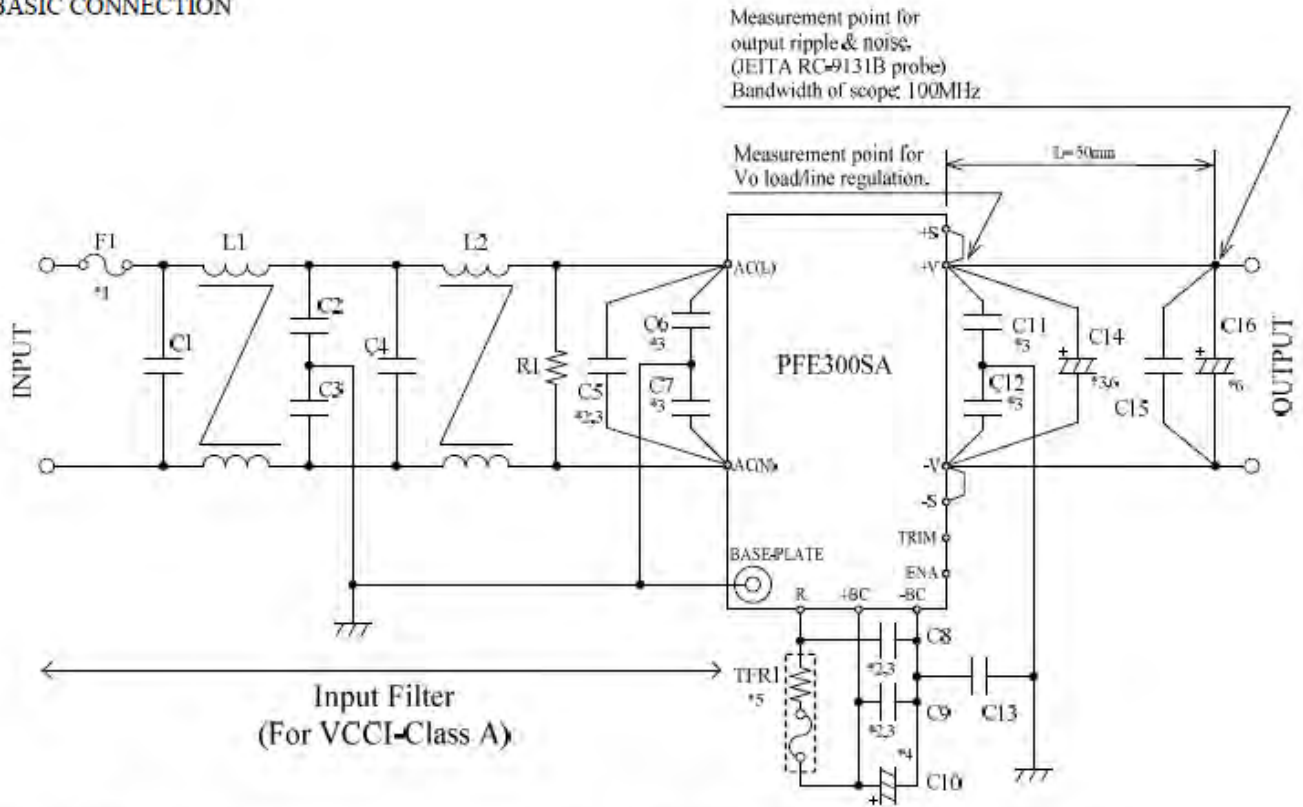 BASIC CONNECTION
Measurement point for
output ripple & noise.
(JEITA RC-9131B probe)
Bandwidth of scope: 100MHz
Measurement point for
Vo load/line regulation.
L=50mm
INPUT
F1
*1
C1
L1
C2
C3
C4
L2
R1
C5
*2,3
C6
*3
C7
*3
AC(L)
AC(N)
PFE300SA
BASE-PLATE
+S
+V
-V
-S
TRIM
ENA
R
+BC
-BC
C11
*3
C12
*3
C14
*3,6
C15
C16
*6
OUTPUT
TFR1
*5
C8
*2,3
C9
*2,3
*4
C10
C13
+
+
+
Input Filter
(For VCCI-Class A)